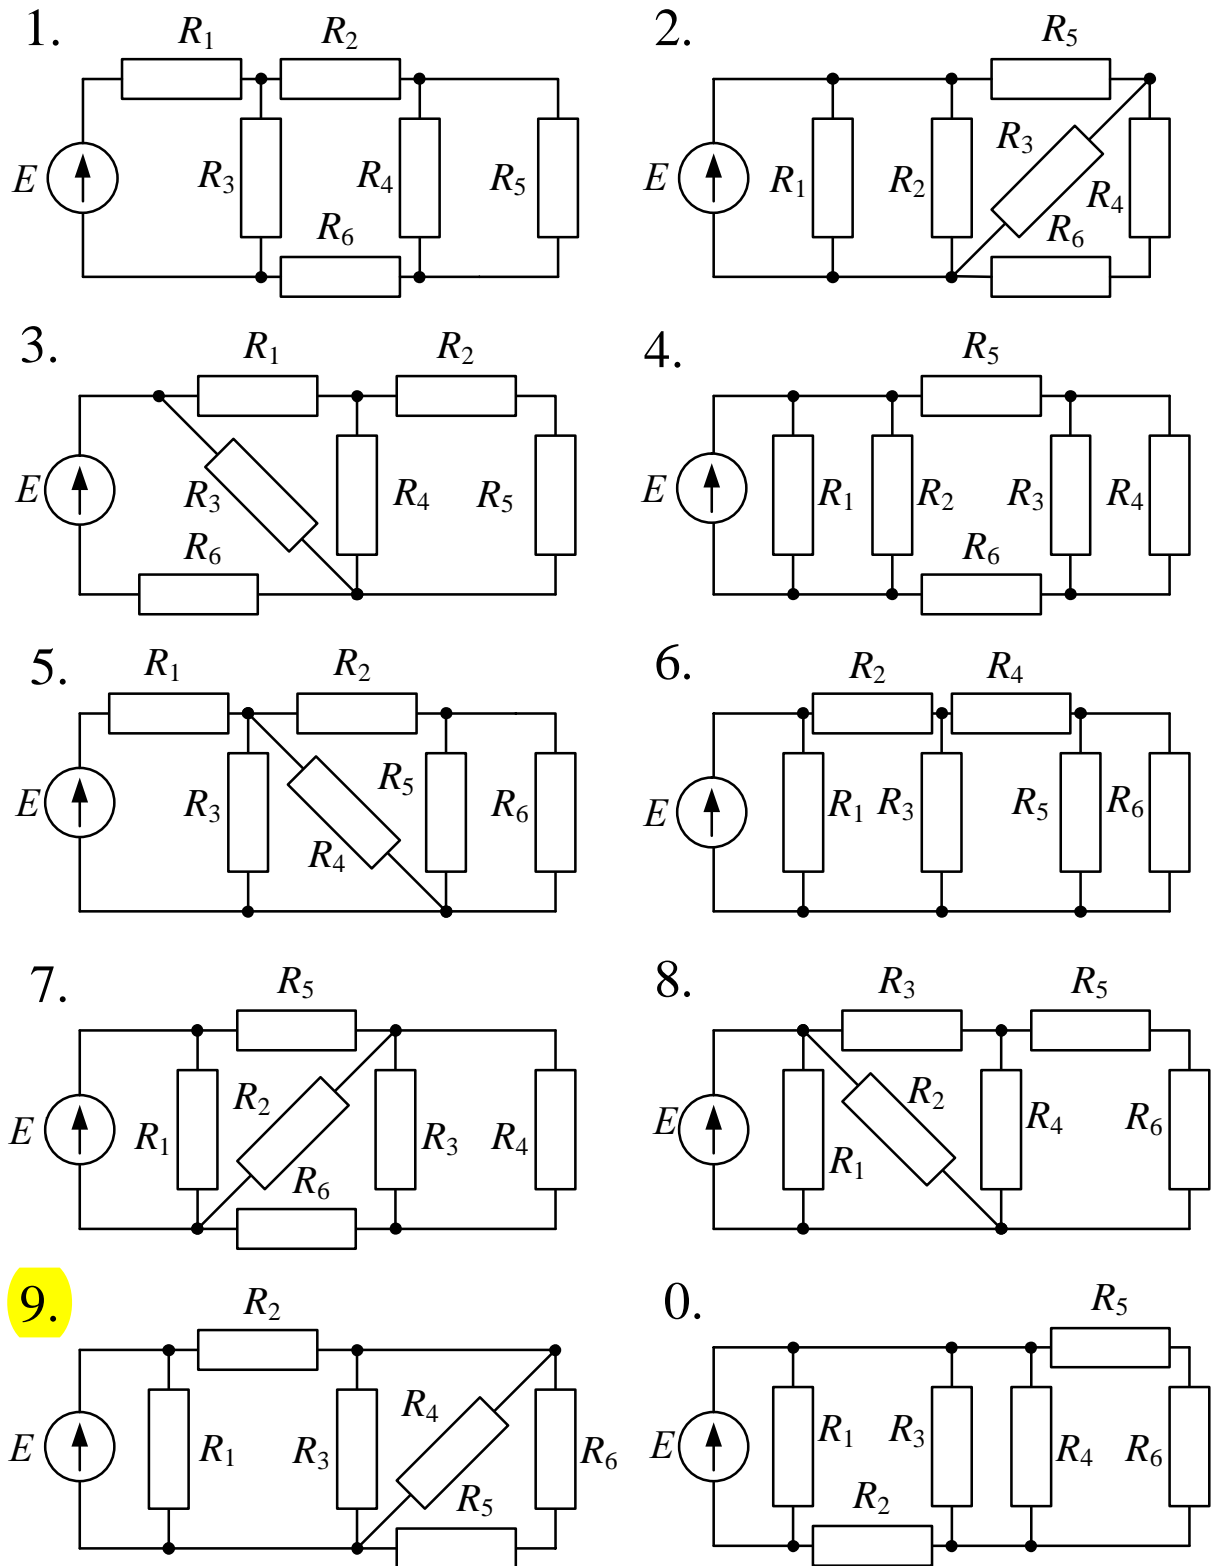 1.
R1 R2
E R3 R4 R5
R6
2.
R5
E R1 R2 R3 R4
R6
3.
R1 R2
E R3 R4 R5
R6
4.
R5
E R1 R2 R3 R4
R6
5.
R1 R2
E R3 R4 R5 R6
6.
R2 R4
E R1 R3 R5 R6
7.
R5
E R1 R2 R3 R4
R6
8.
R3 R5
E R1 R2 R4 R6
9.
R2
E R1 R3 R4 R6
R5
0.
R5
E R1 R3 R4 R6
R2